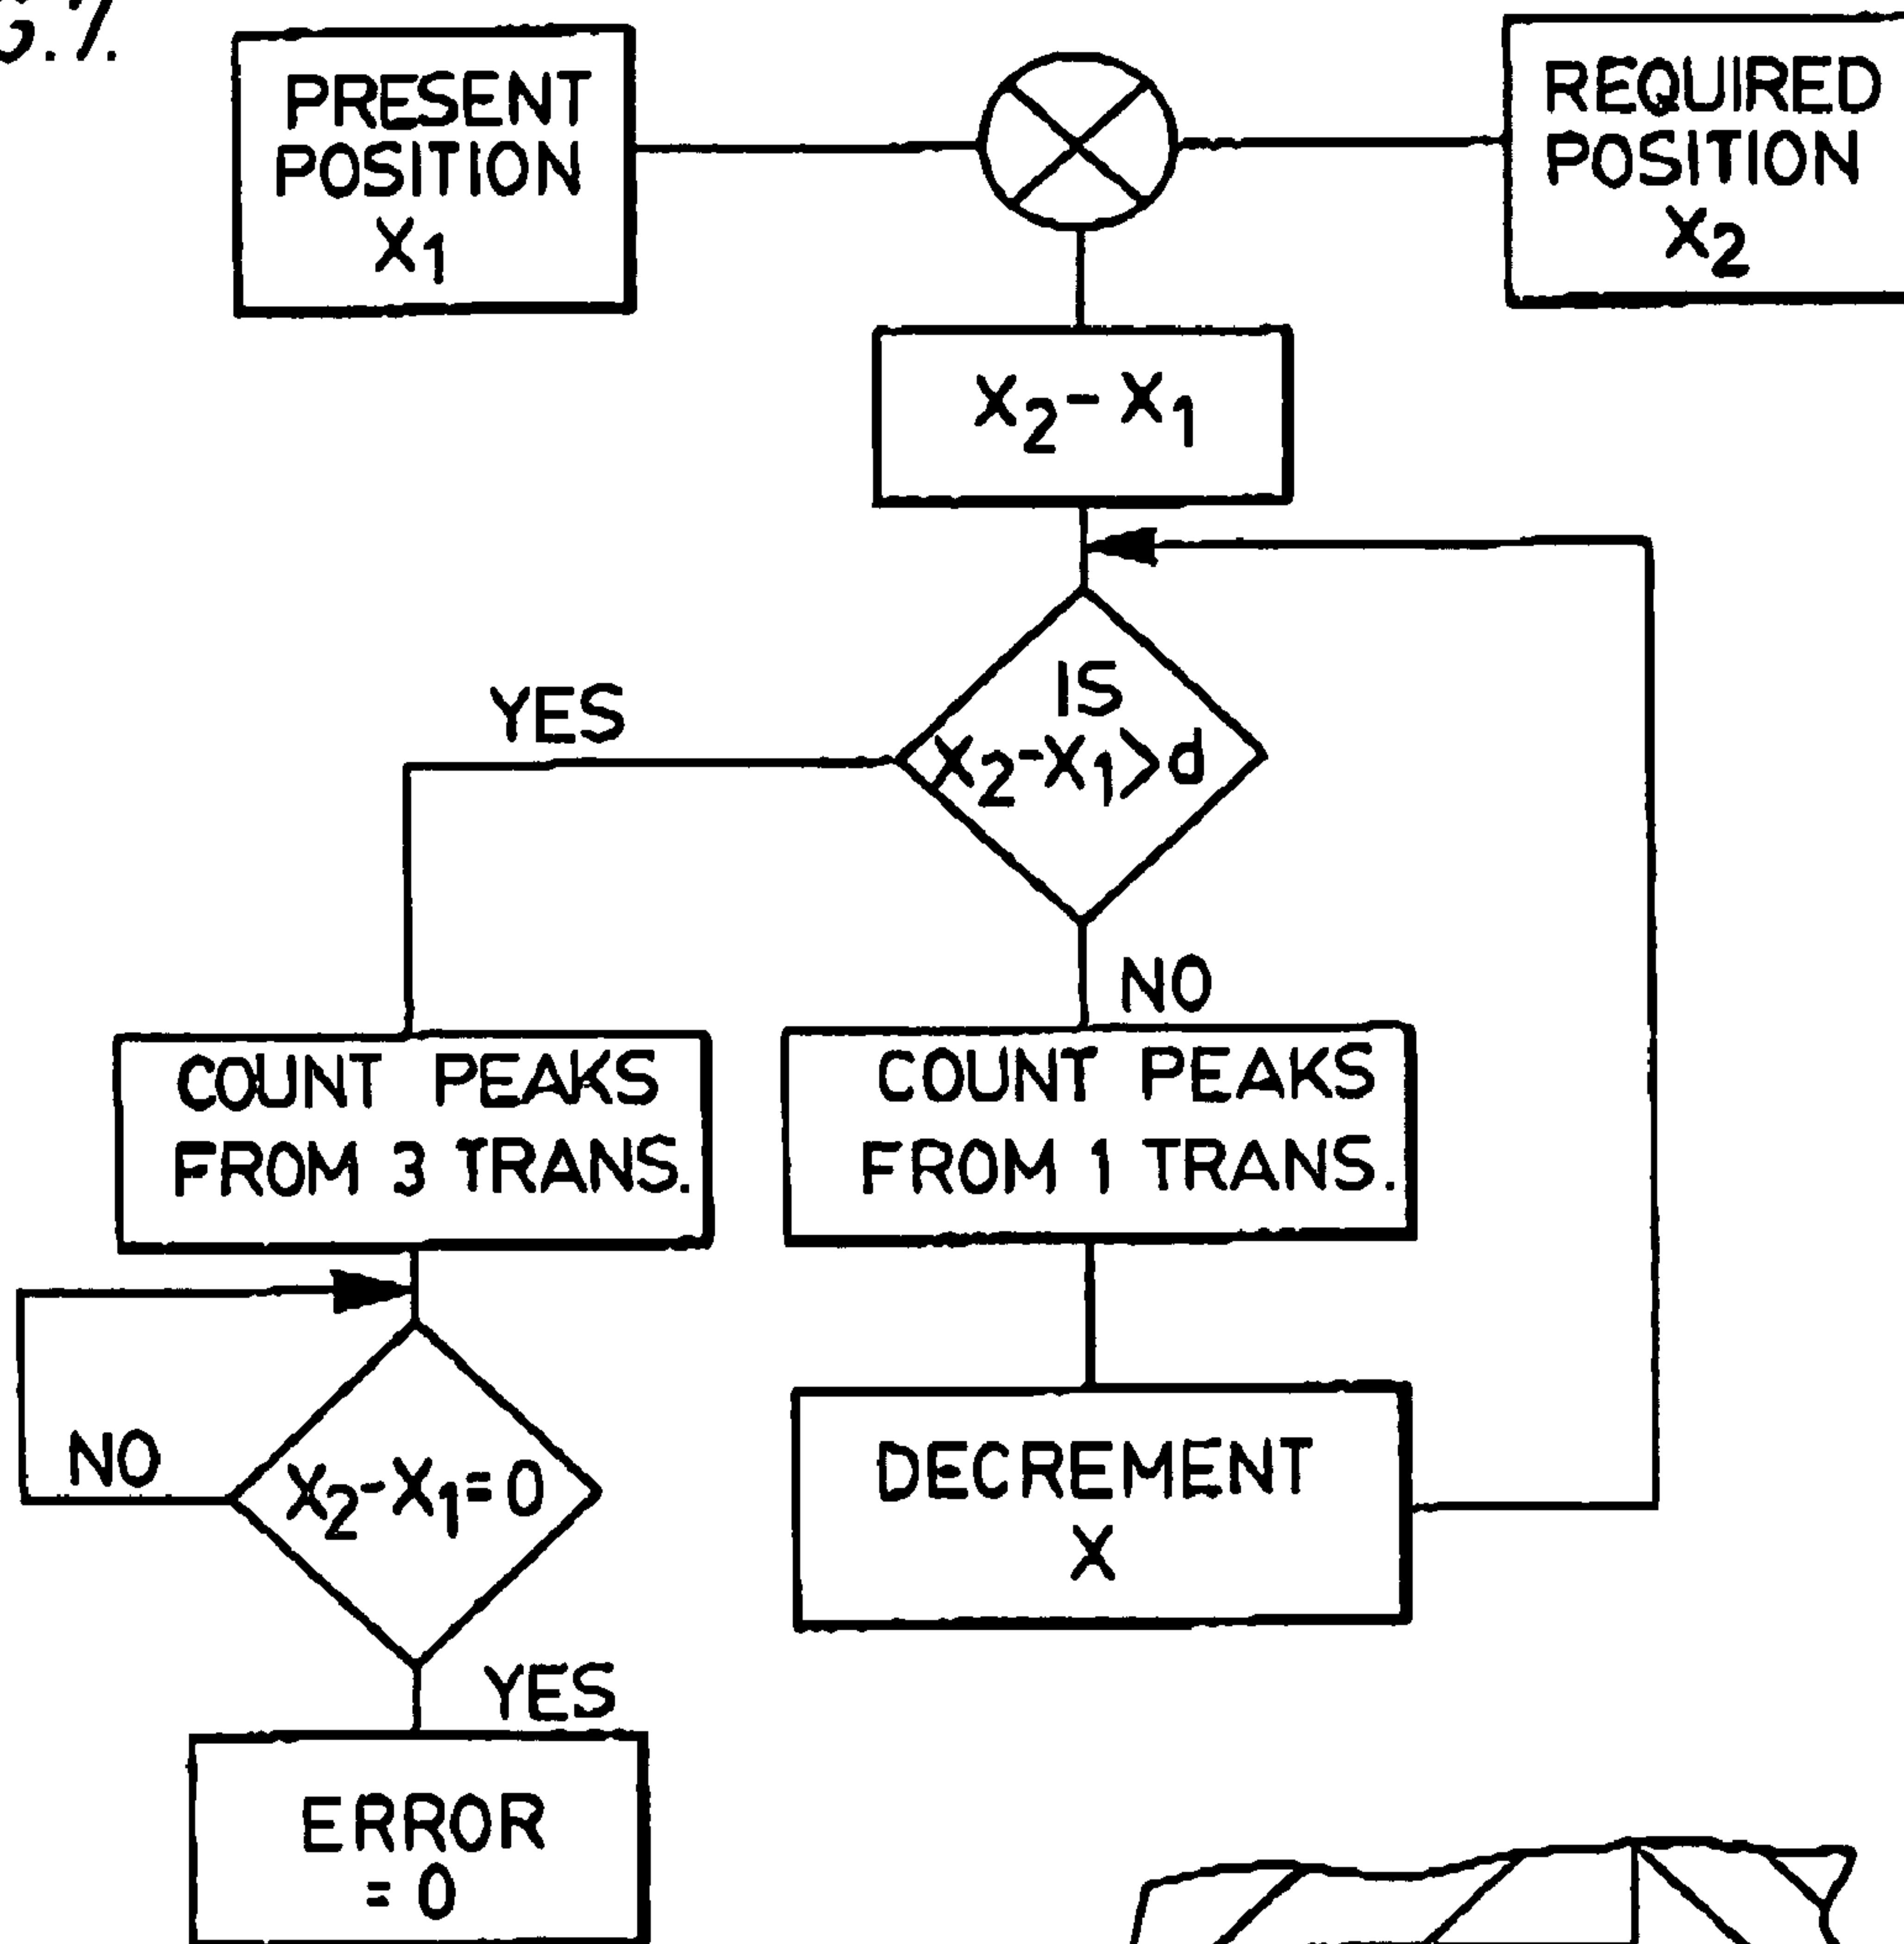 G.7.
PRESENT
POSITION
X1
REQUIRED
POSITION
X2
X2-X1
IS
X2-X1>d
YES
NO
COUNT PEAKS
FROM 3 TRANS.
COUNT PEAKS
FROM 1 TRANS.
NO
X2-X1=0
DECREMENT
X
YES
ERROR
= 0